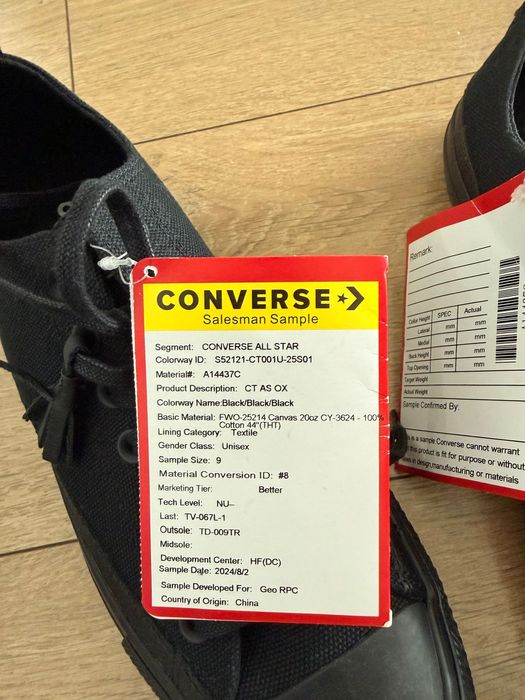 CONVERSE
Salesman Sample
Segment: CONVERSE ALL STAR
Colorway ID: S52121-CT001U-25S01
Material#: A14437C
Product Description: CT AS OX
Colorway Name:Black/Black/Black
Basic Material: FWO-25214 Canvas 20oz CY-3624 - 100%
Cotton 44"(THT)
Lining Category: Textile
Gender Class: Unisex
Sample Size: 9
Material Conversion ID: #8
Marketing Tier: Better
Tech Level: NU--
Last: TV-067L-1
Outsole: TD-009TR
Midsole:
Development Center: HF(DC)
Sample Date: 2024/8/2
Sample Developed For: Geo RPC
Country of Origin: China
Remark:
SPEC Actual
Collar Height mm mm
Lateral mm mm
Medial mm mm
Back Height mm mm
Top Opening mm mm
Target Weight
Actual Weight
Sample Confirmed By:
is a sample Converse cannot warrant
this product is fit for purpose or without
in design,manufacturing or materials